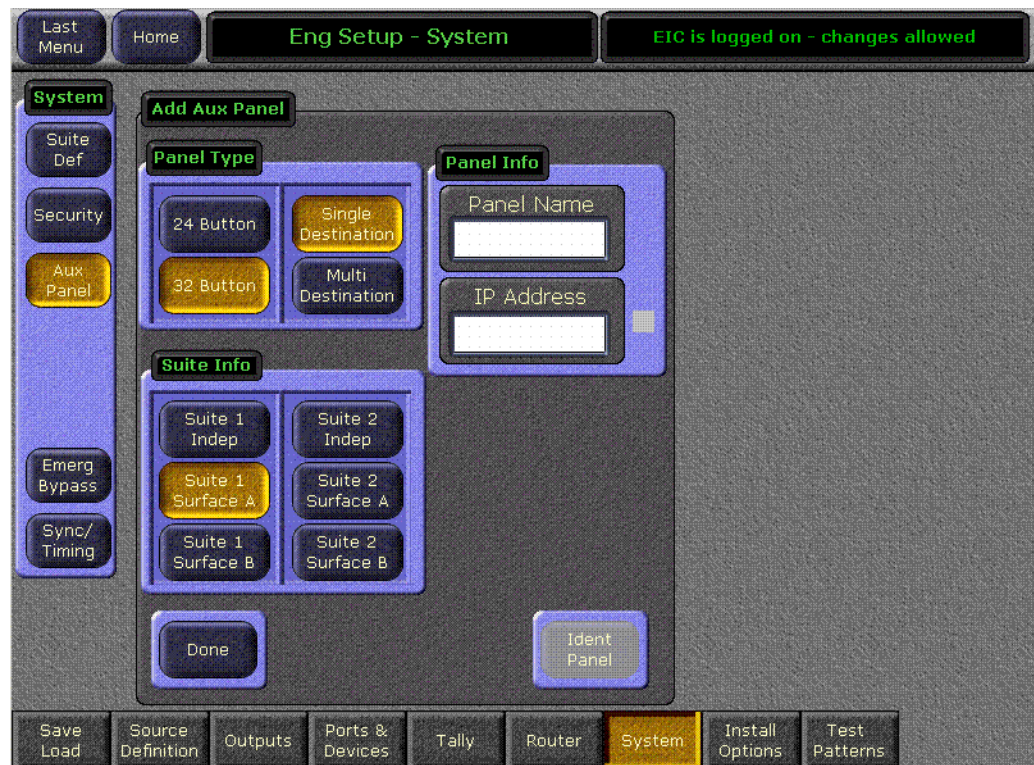 Last
Menu
Home
Eng Setup - System
EIC is logged on - changes allowed
System
Suite
Def
Security
Aux
Panel
Emerg
Bypass
Sync/
Timing
Add Aux Panel
Panel Type
24 Button
Single
Destination
32 Button
Multi
Destination
Panel Info
Panel Name
IP Address
Suite Info
Suite 1
Indep
Suite 2
Indep
Suite 1
Surface A
Suite 2
Surface A
Suite 1
Surface B
Suite 2
Surface B
Done
Ident
Panel
Save
Load
Source
Definition
Outputs
Ports &
Devices
Tally
Router
System
Install
Options
Test
Patterns